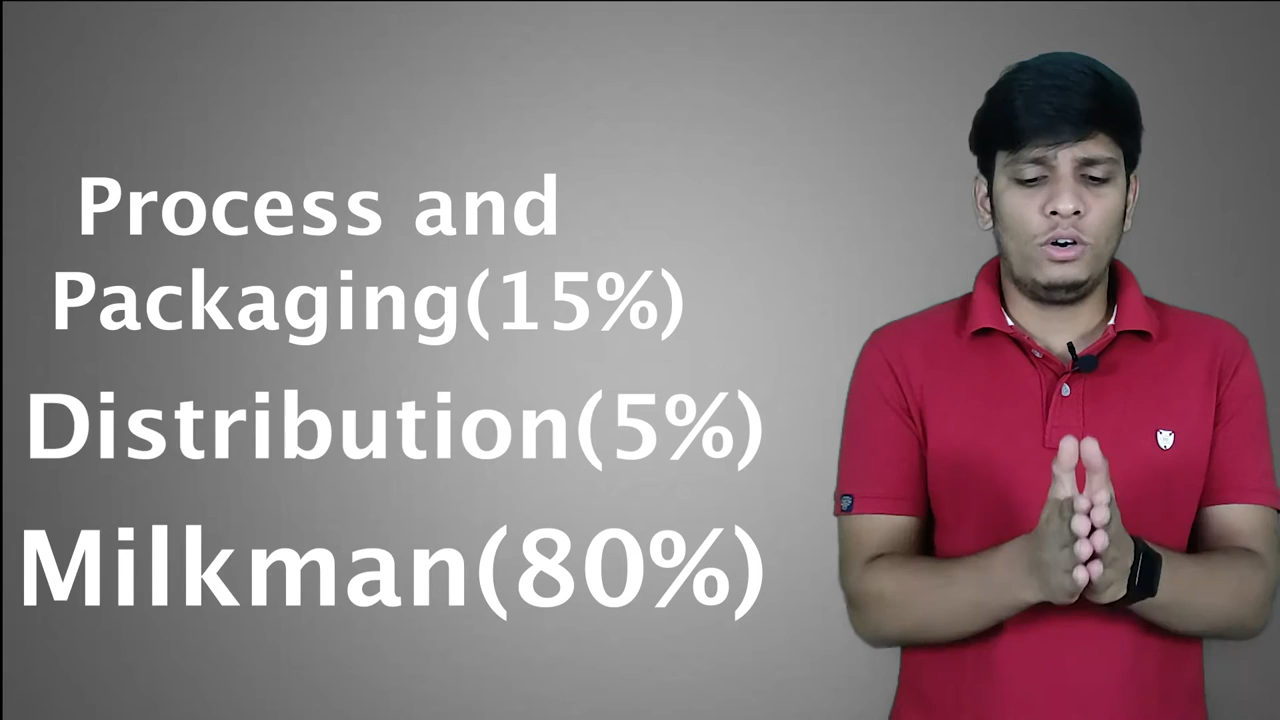 Process and
Packaging(15%)
Distribution(5%)
Milkman(80%)